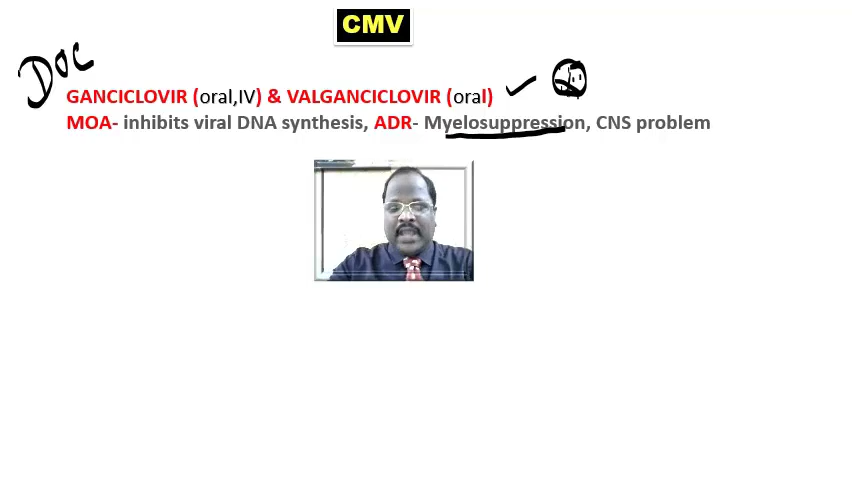 CMV
DOC
GANCICLOVIR (oral,IV) & VALGANCICLOVIR (oral)
MOA- inhibits viral DNA synthesis, ADR- Myelosuppression, CNS problem